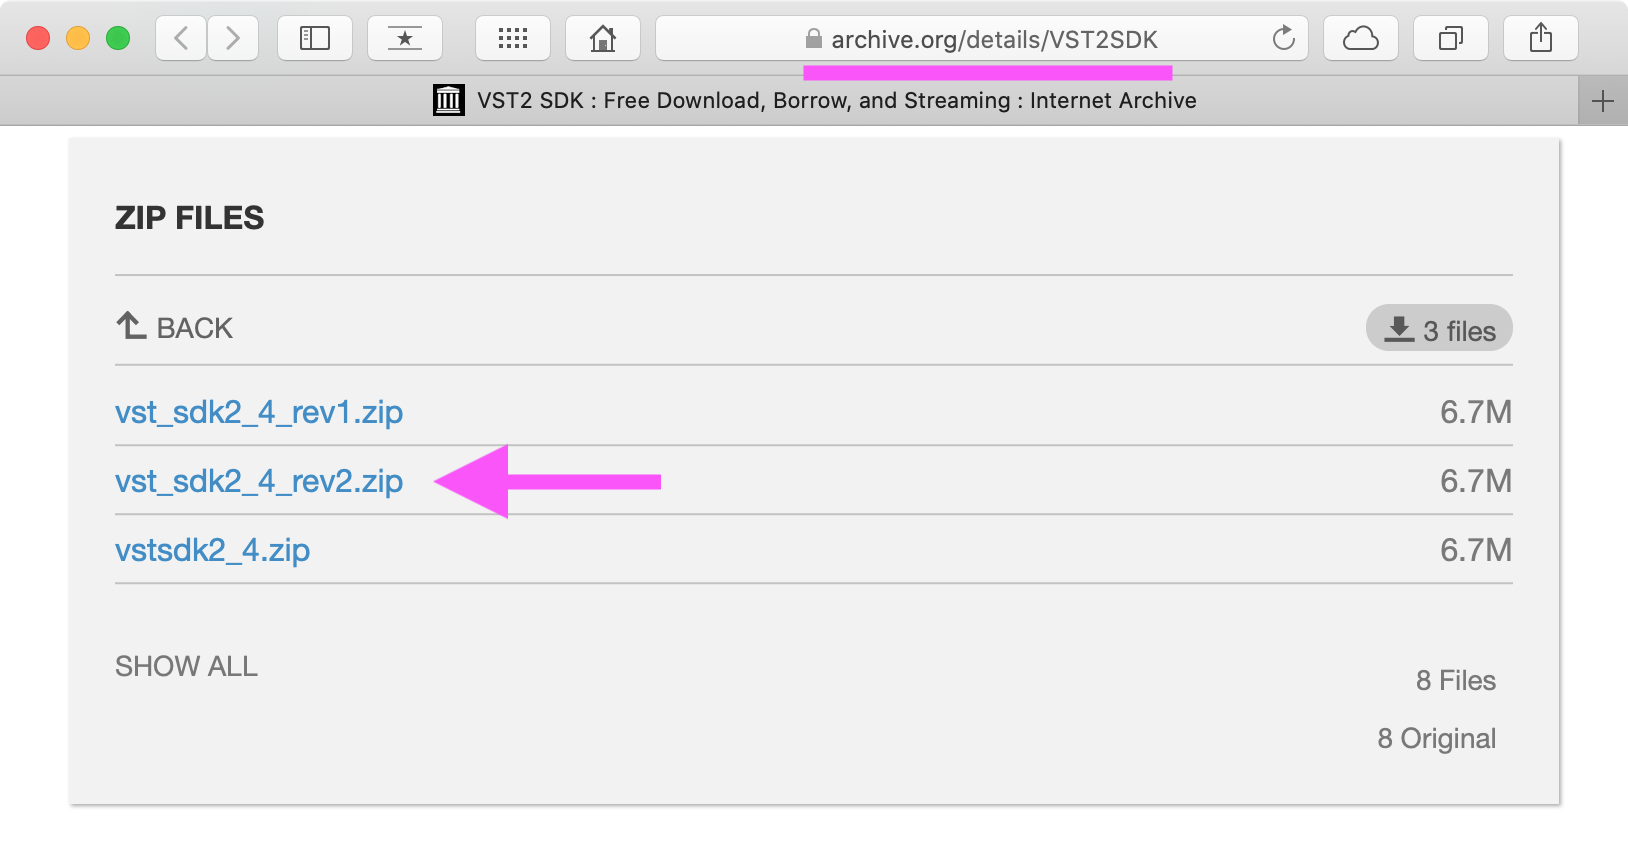 archive.org/details/VST2SDK
VST2 SDK : Free Download, Borrow, and Streaming : Internet Archive
ZIP FILES
BACK
3 files
vst_sdk2_4_rev1.zip 6.7M
vst_sdk2_4_rev2.zip 6.7M
vstsdk2_4.zip 6.7M
SHOW ALL
8 Files
8 Original